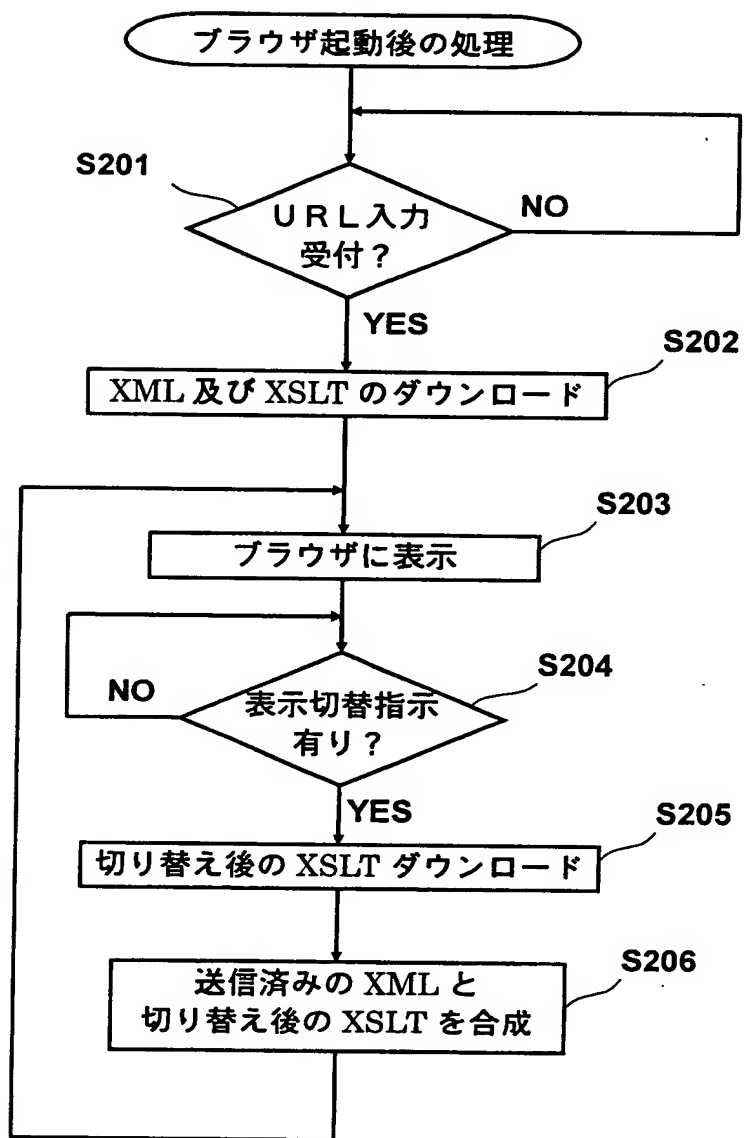 ブラウザ起動後の処理
S201
URL入力
受付?
NO
YES
S202
XML 及び XSLT のダウンロード
S203
ブラウザに表示
S204
NO
表示切替指示
有り?
YES
S205
切り替え後の XSLT ダウンロード
S206
送信済みの XML と
切り替え後の XSLT を合成